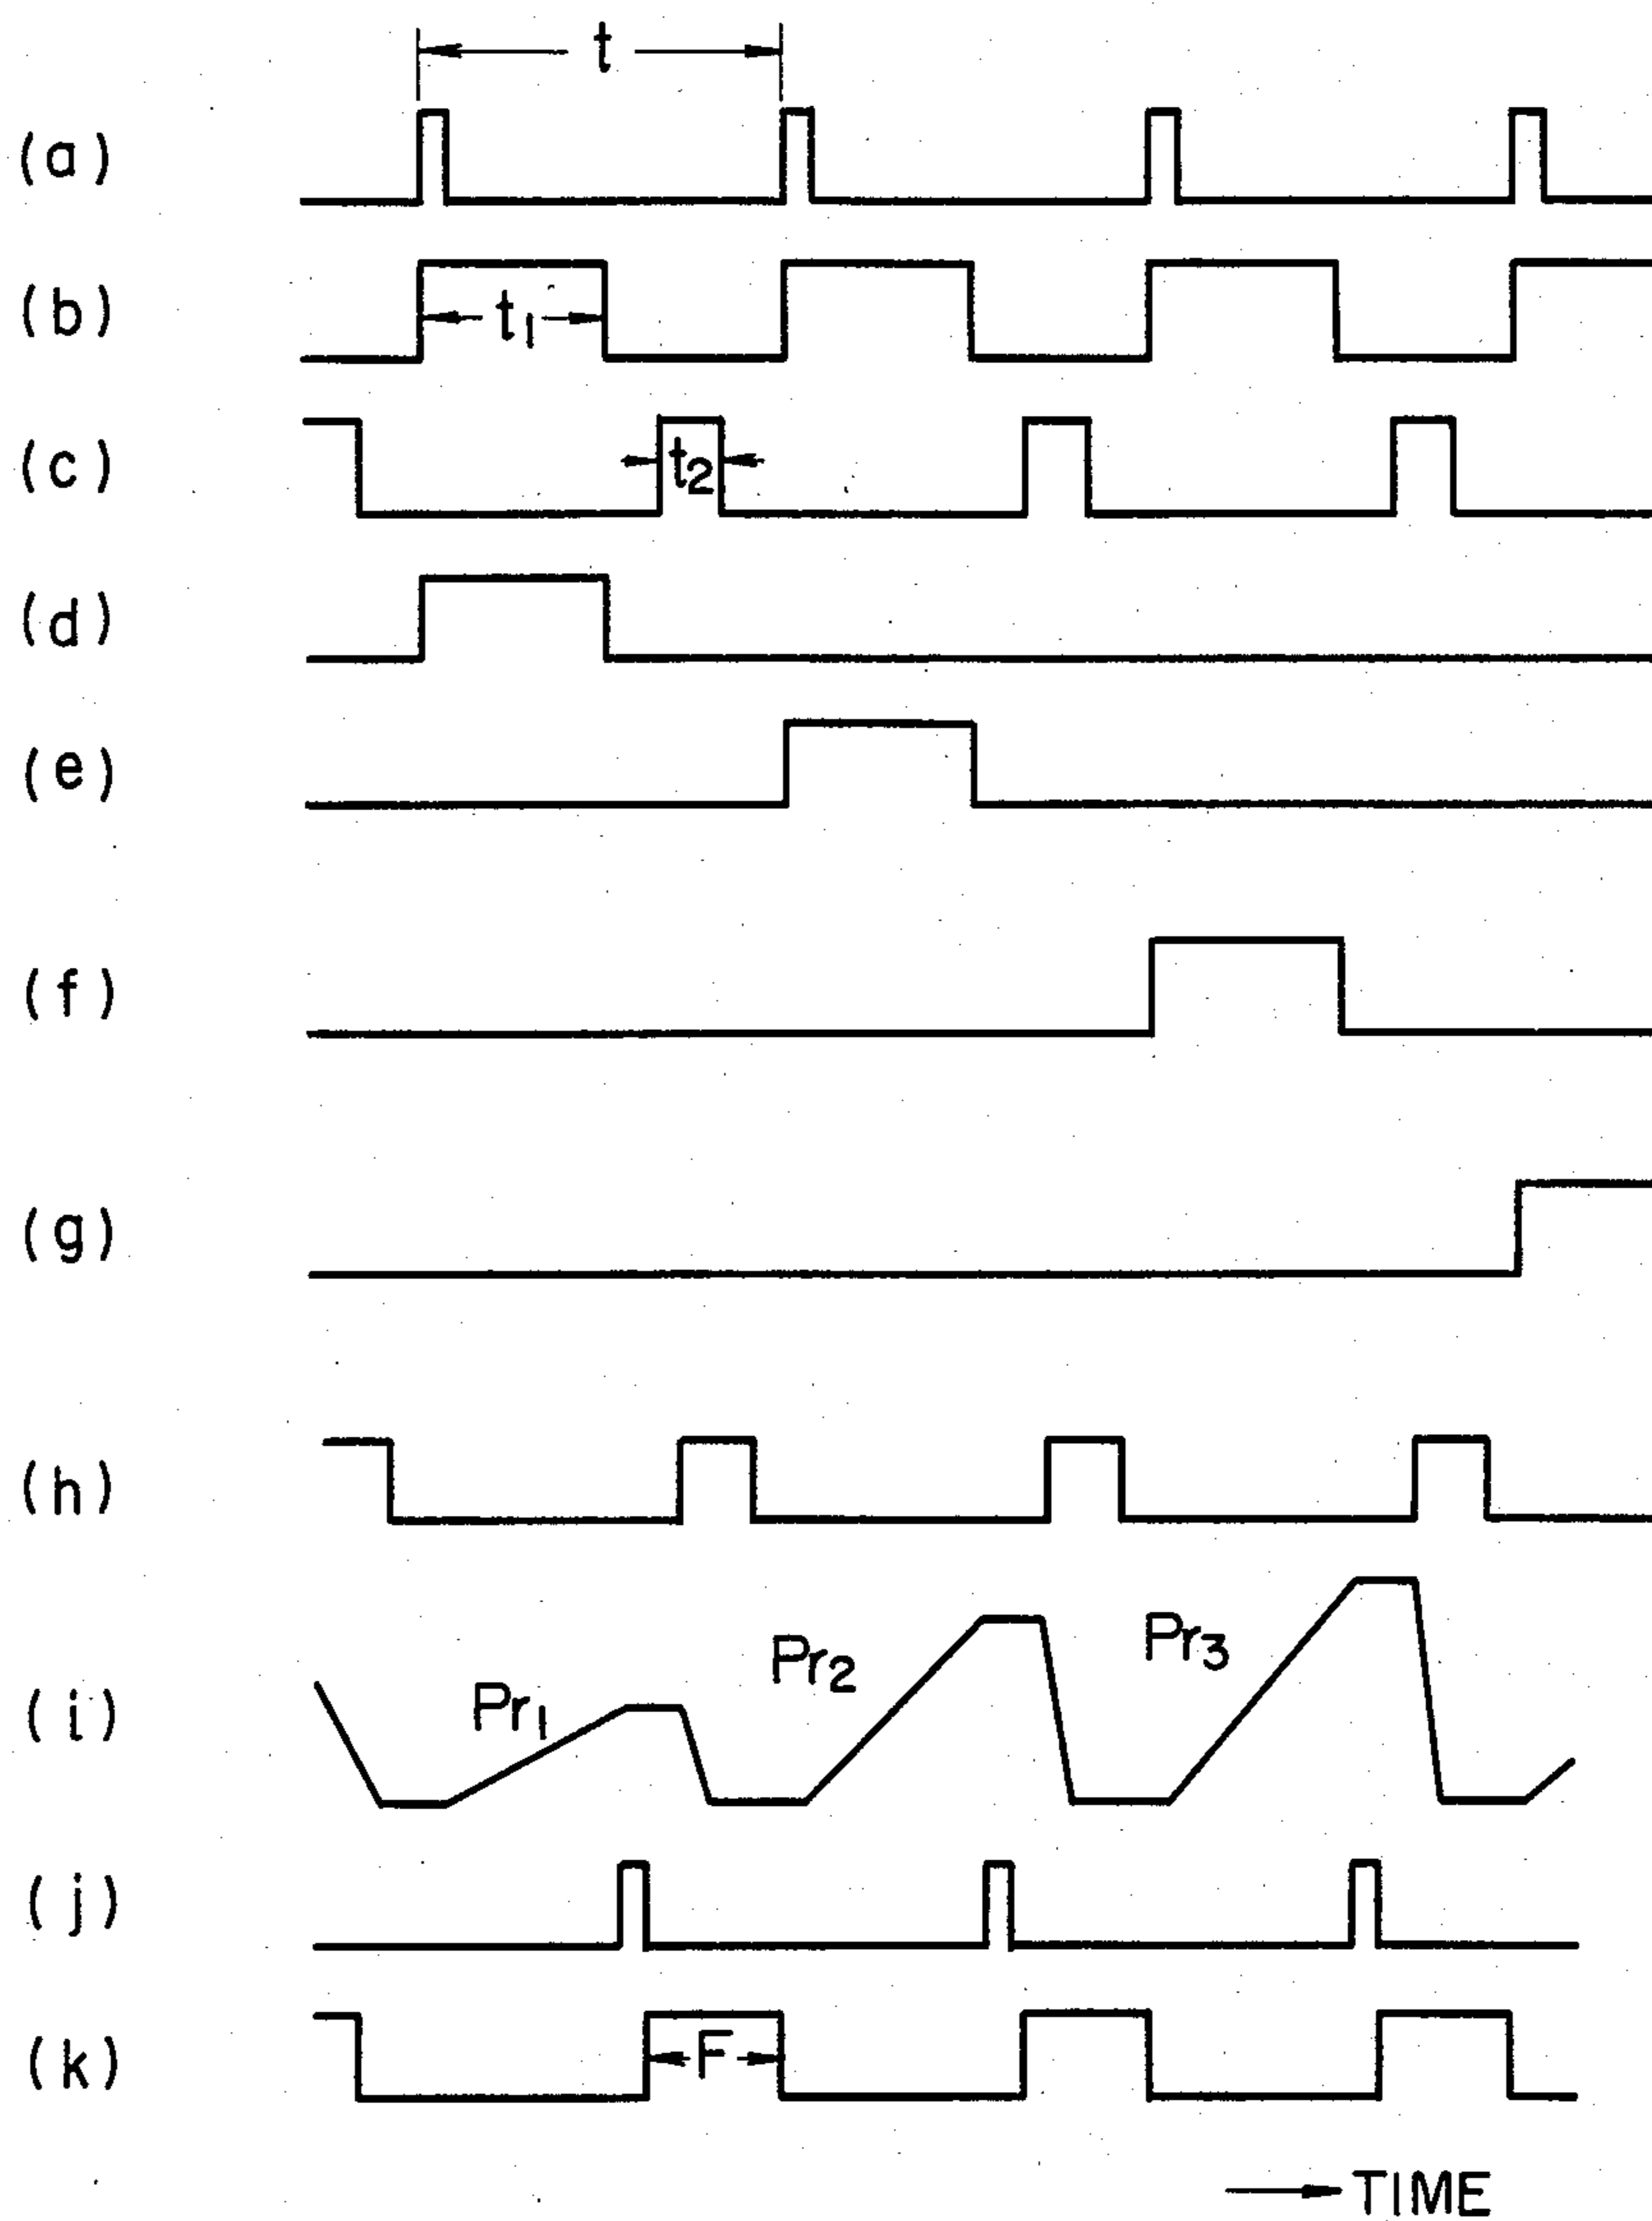 t
(a)
(b)
t1
(c)
t2
(d)
(e)
(f)
(g)
(h)
(i)
Pr1
Pr2
Pr3
(j)
(k)
F
TIME